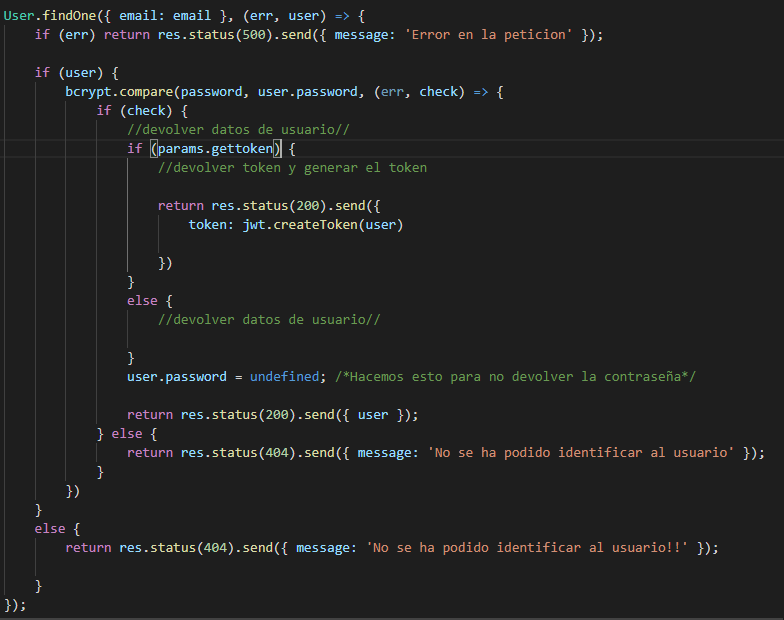 User.findOne({ email: email }, (err, user) => {
if (err) return res.status(500).send({ message: 'Error en la peticion' });
if (user) {
bcrypt.compare(password, user.password, (err, check) => {
if (check) {
//devolver datos de usuario//
if (params.gettoken) {
//devolver token y generar el token
return res.status(200).send({
token: jwt.createToken(user)
})
}
else {
//devolver datos de usuario//
}
user.password = undefined; /*Hacemos esto para no devolver la contraseña*/
return res.status(200).send({ user });
} else {
return res.status(404).send({ message: 'No se ha podido identificar al usuario' });
}
})
}
else {
return res.status(404).send({ message: 'No se ha podido identificar al usuario!!' });
}
});